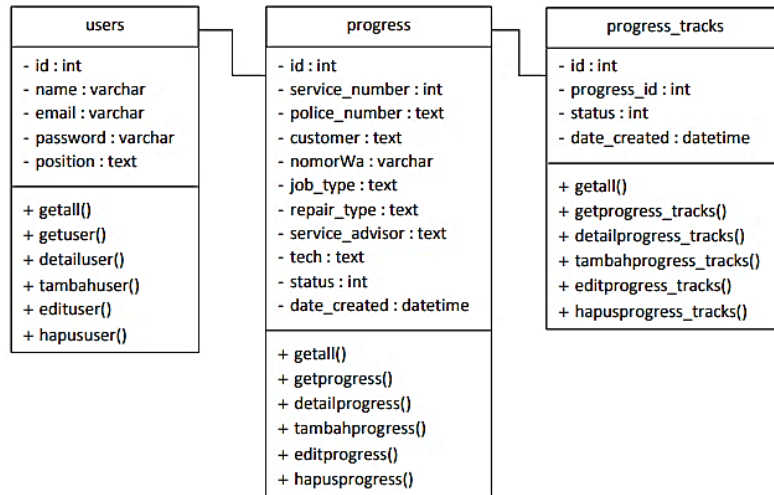 users
- id : int
- name : varchar
- email : varchar
- password : varchar
- position : text
+ getall()
+ getuser()
+ detailuser()
+ tambahuser()
+ edituser()
+ hapususer()
progress
- id : int
- service_number : int
- police_number : text
- customer : text
- nomorWa : varchar
- job_type : text
- repair_type : text
- service_advisor : text
- tech : text
- status : int
- date_created : datetime
+ getall()
+ getprogress()
+ detailprogress()
+ tambahprogress()
+ editprogress()
+ hapusprogress()
progress_tracks
- id : int
- progress_id : int
- status : int
- date_created : datetime
+ getall()
+ getprogress_tracks()
+ detailprogress_tracks()
+ tambahprogress_tracks()
+ editprogress_tracks()
+ hapusprogress_tracks()